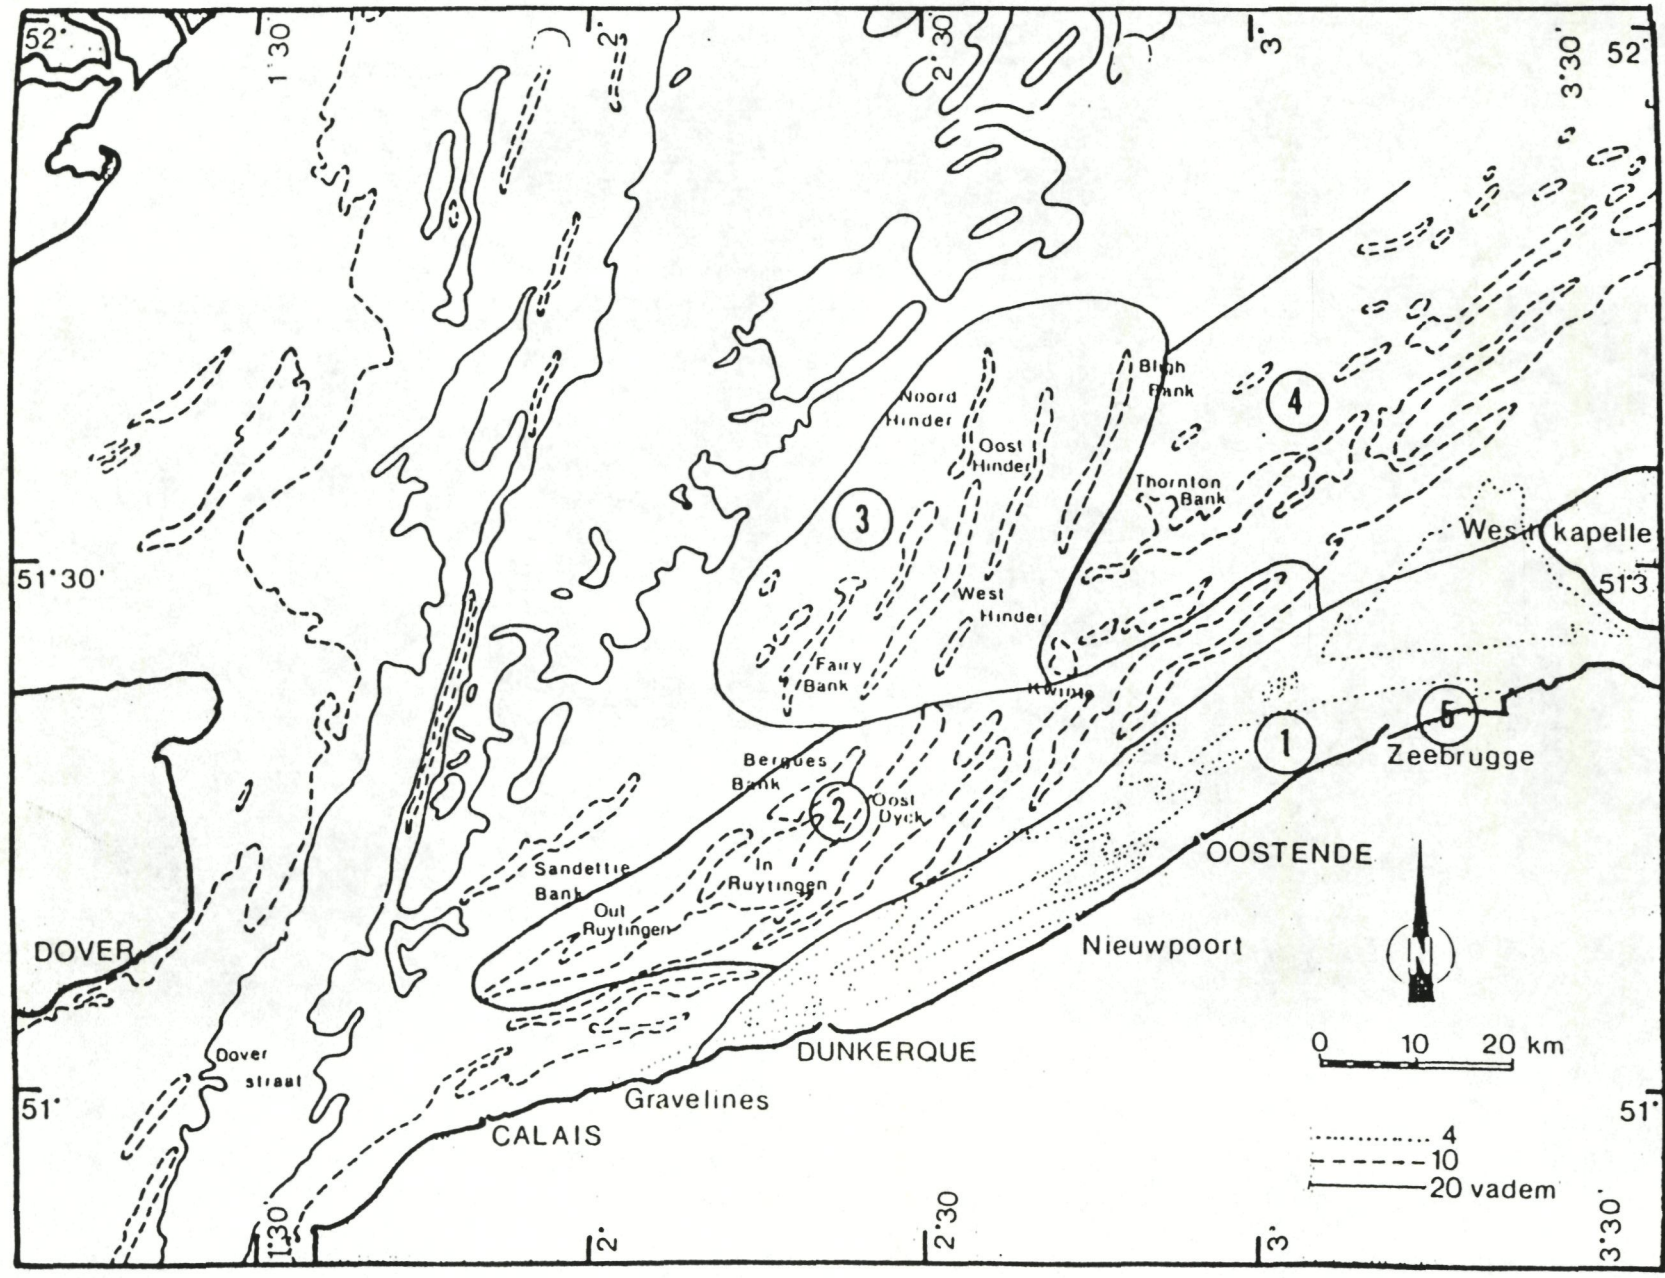 52°
1°30
2°
2°30
3°
3°30'
52°
Bligh
Bank
Noord
Hinder
4
Oost
Hinder
Thornton
Bank
3
Westkapelle
51°30'
51°3
West
Hinder
Fairy
Bank
Kwinte
5
1
Zeebrugge
Bergues
Bank
2
Oost
Dyck
OOSTENDE
Sandettie
Bank
In
Ruytingen
Out
Ruytingen
DOVER
Nieuwpoort
N
0 10 20 km
DUNKERQUE
Dover
straat
Gravelines
51°
51°
CALAIS
4
10
20 vadem
1°30
2°
2°30
3°
3°30'